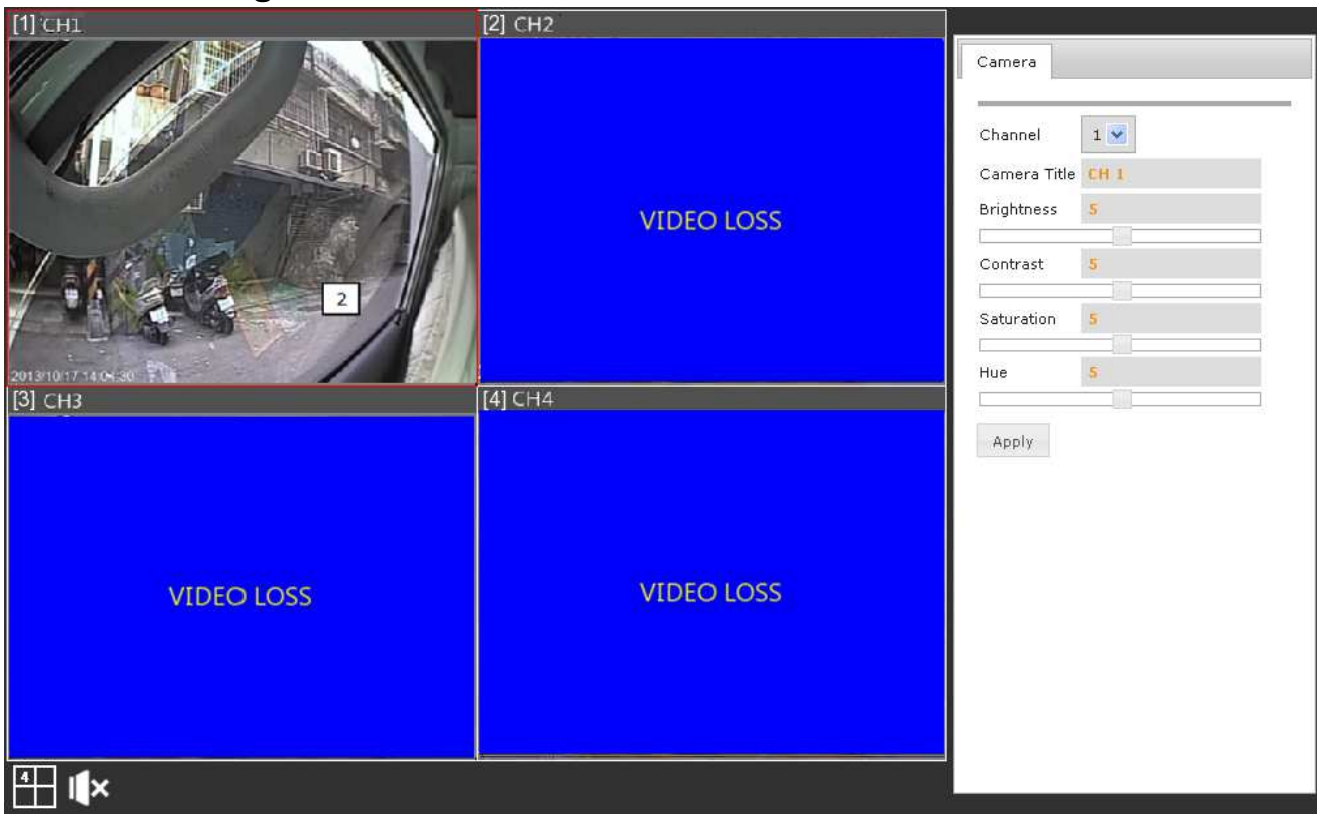 [1] CH1
[2] CH2
2
2013/10/17 14:04:30
VIDEO LOSS
[3] CH3
[4] CH4
VIDEO LOSS
VIDEO LOSS
4
Camera
Channel 1
Camera Title CH 1
Brightness 5
Contrast 5
Saturation 5
Hue 5
Apply